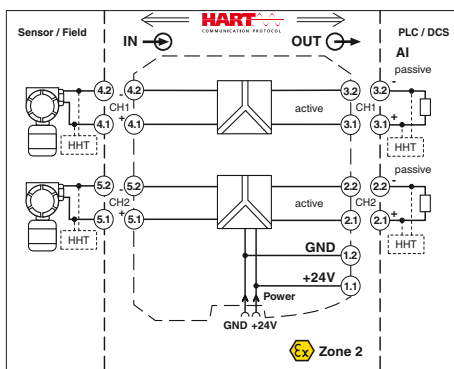 Sensor / Field
HART
COMMUNICATION PROTOCOL
PLC / DCS
IN
OUT
AI
passive
4.2 - 4.2 3.2 3.2 -
CH1 CH1
4.1 + 4.1 active 3.1 3.1 +
HHT HHT
passive
5.2 - 5.2 2.2 2.2 -
CH2 CH2
5.1 + 5.1 active 2.1 2.1 +
HHT HHT
GND 1.2
+24V 1.1
Power
GND +24V
Ex Zone 2